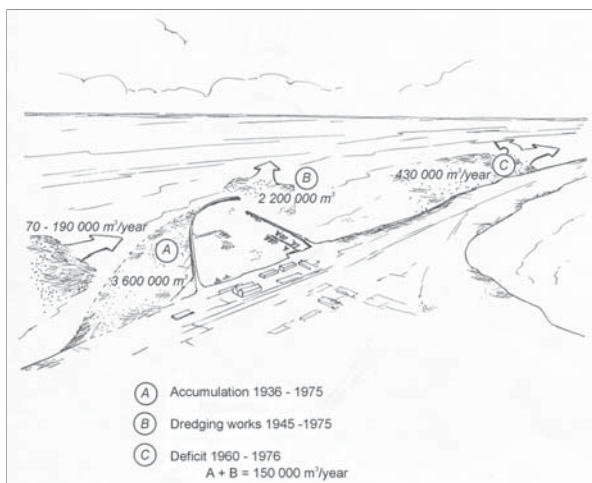 B
2 200 000 m³
C
430 000 m³/year
70 - 190 000 m³/year
A
3 600 000 m³
A Accumulation 1936 - 1975
B Dredging works 1945 -1975
C Deficit 1960 - 1976
A + B = 150 000 m³/year